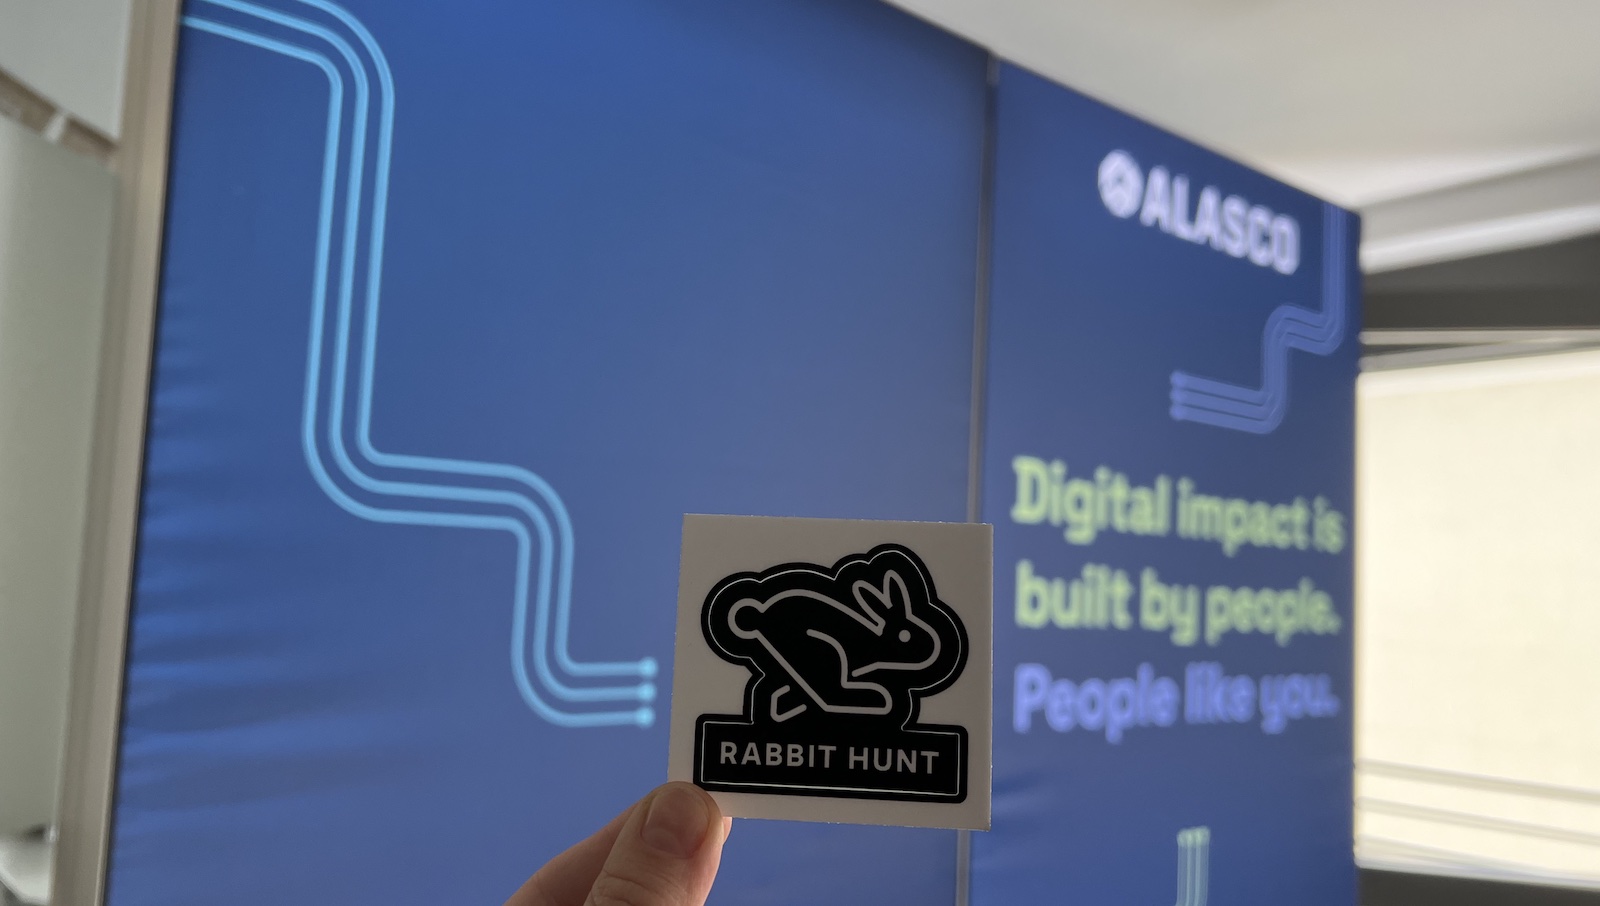 ALASCO
Digital impact is
built by people.
People like you.
RABBIT HUNT